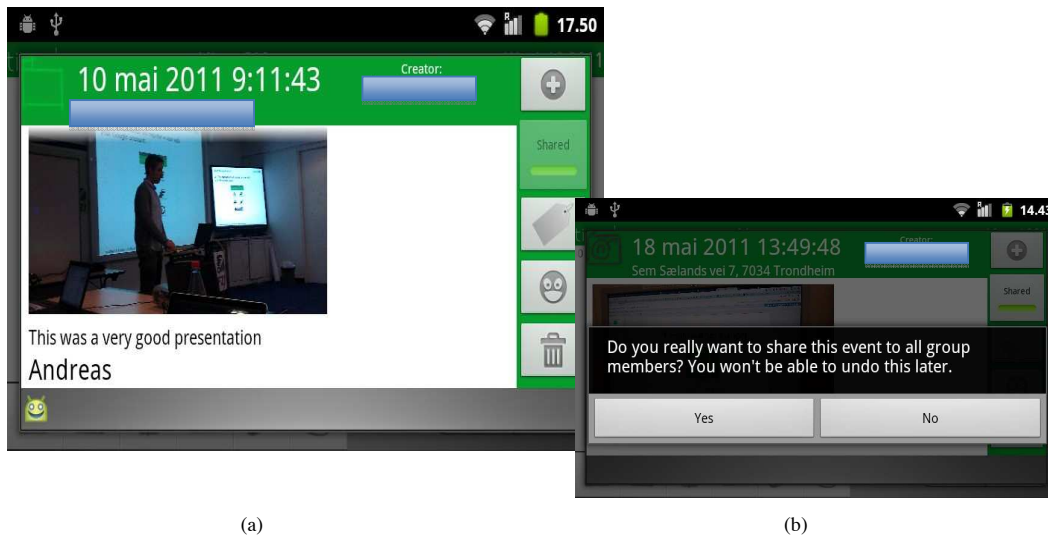 17.50
10 mai 2011 9:11:43
Creator:
Shared
This was a very good presentation
Andreas
14.43
18 mai 2011 13:49:48
Creator:
Sem Sælands vei 7, 7034 Trondheim
Shared
Do you really want to share this event to all group
members? You won't be able to undo this later.
Yes
No
(a)
(b)